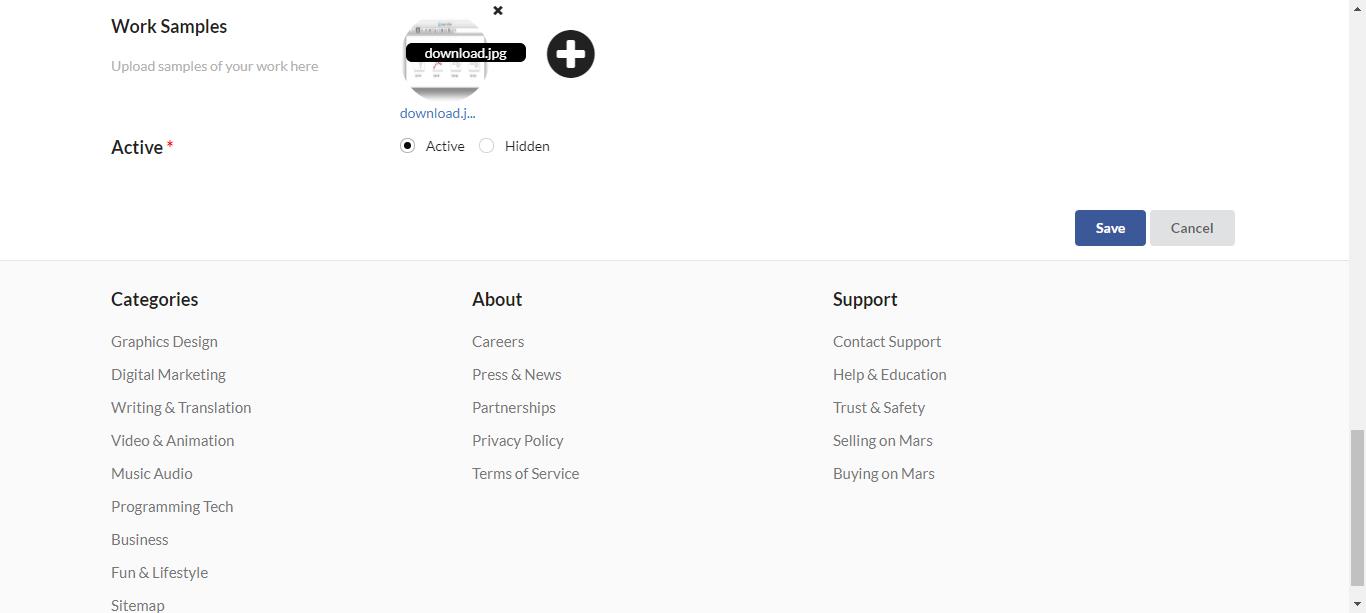 Work Samples
Upload samples of your work here
download.jpg
download.j...
Active *
Active
Hidden
Save
Cancel
Categories
Graphics Design
Digital Marketing
Writing & Translation
Video & Animation
Music Audio
Programming Tech
Business
Fun & Lifestyle
Sitemap
About
Careers
Press & News
Partnerships
Privacy Policy
Terms of Service
Support
Contact Support
Help & Education
Trust & Safety
Selling on Mars
Buying on Mars